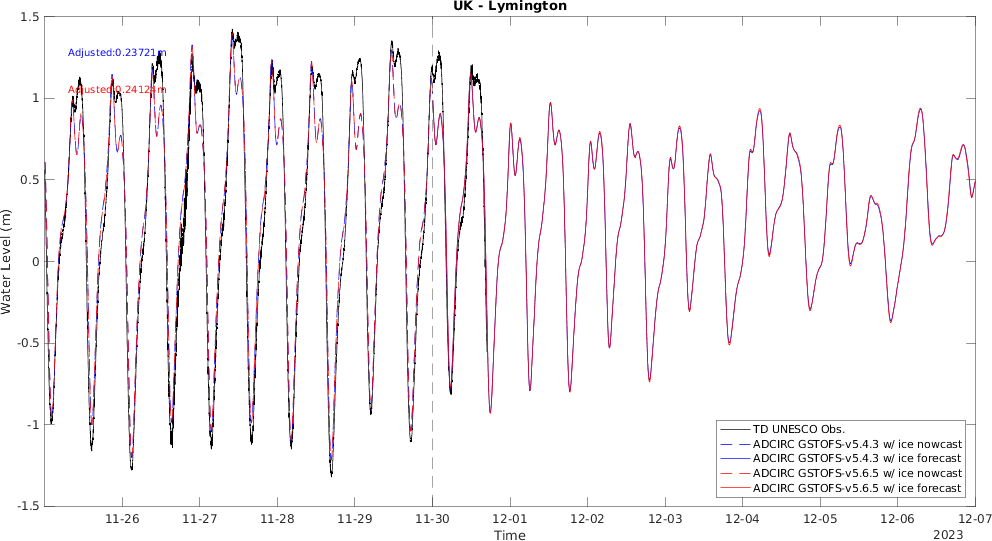 UK - Lymington
1.5
1
0.5
0
-0.5
-1
-1.5
Water Level (m)
Adjusted:0.23721m
Adjusted:0.24124m
TD UNESCO Obs.
ADCIRC GSTOFS-v5.4.3 w/ ice nowcast
ADCIRC GSTOFS-v5.4.3 w/ ice forecast
ADCIRC GSTOFS-v5.6.5 w/ ice nowcast
ADCIRC GSTOFS-v5.6.5 w/ ice forecast
11-26 11-27 11-28 11-29 11-30 12-01 12-02 12-03 12-04 12-05 12-06 12-07
Time
2023